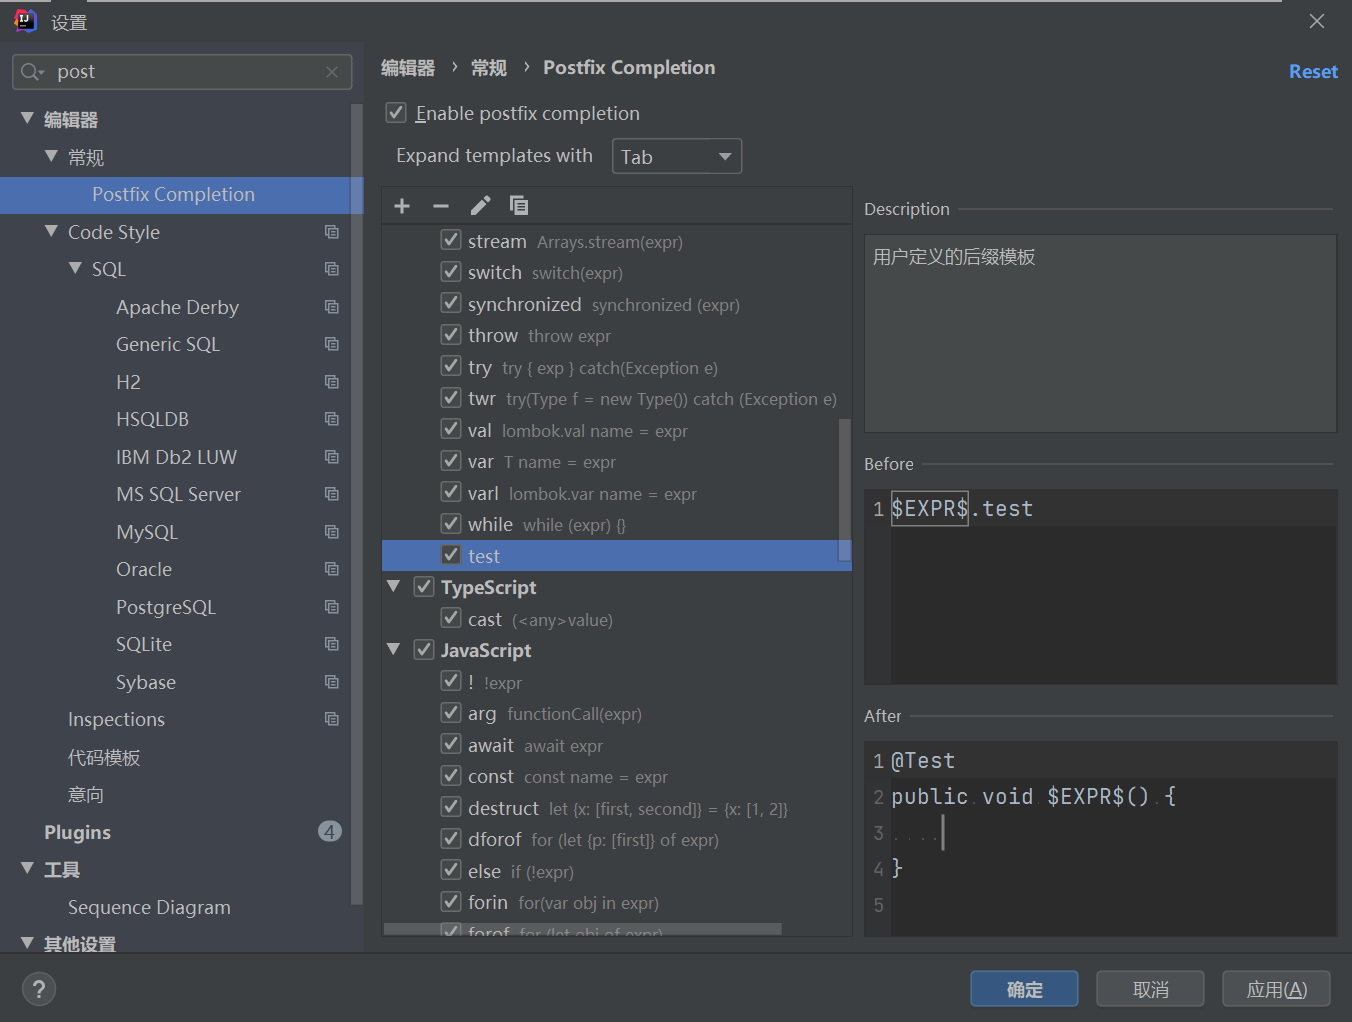 设置
post
编辑器
常规
Postfix Completion
Code Style
SQL
Apache Derby
Generic SQL
H2
HSQLDB
IBM Db2 LUW
MS SQL Server
MySQL
Oracle
PostgreSQL
SQLite
Sybase
Inspections
代码模板
意向
Plugins 4
工具
Sequence Diagram
其他设置
编辑器 › 常规 › Postfix Completion
Reset
Enable postfix completion
Expand templates with Tab
stream Arrays.stream(expr)
switch switch(expr)
synchronized synchronized (expr)
throw throw expr
try try { exp } catch(Exception e)
twr try(Type f = new Type()) catch (Exception e)
val lombok.val name = expr
var T name = expr
varl lombok.var name = expr
while while (expr) {}
test
TypeScript
cast (<any>value)
JavaScript
! !expr
arg functionCall(expr)
await await expr
const const name = expr
destruct let {x: [first, second]} = {x: [1, 2]}
dforof for (let {p: [first]} of expr)
else if (!expr)
forin for(var obj in expr)
forof for (let obj of expr)
Description
用户定义的后缀模板
Before
1 $EXPR$.test
After
1 @Test
2 public void $EXPR$() {
3
4 }
5
?
确定
取消
应用(A)